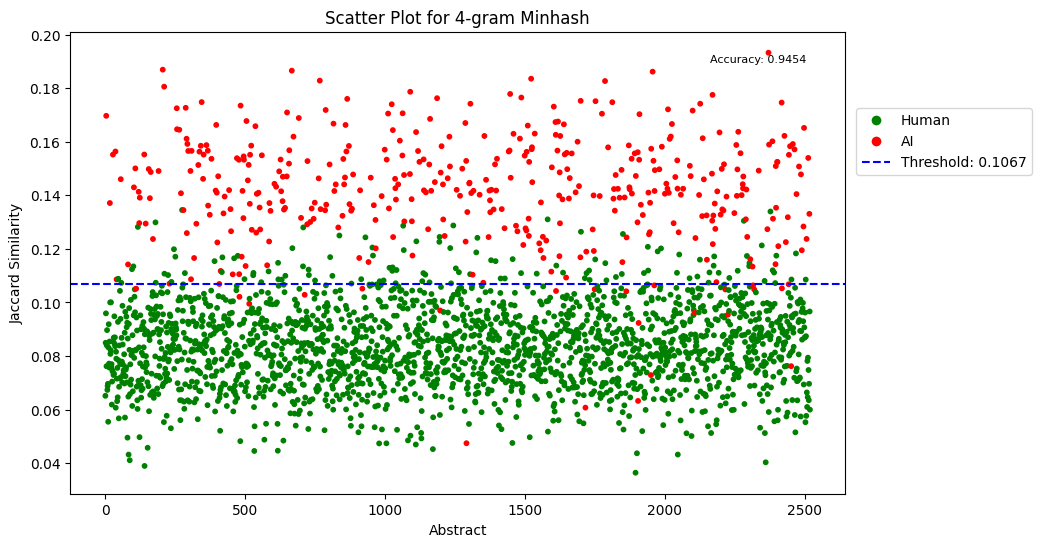 Scatter Plot for 4-gram Minhash
Jaccard Similarity
0.20
0.18
0.16
0.14
0.12
0.10
0.08
0.06
0.04
Accuracy: 0.9454
Human
AI
Threshold: 0.1067
0
500
1000
1500
2000
2500
Abstract